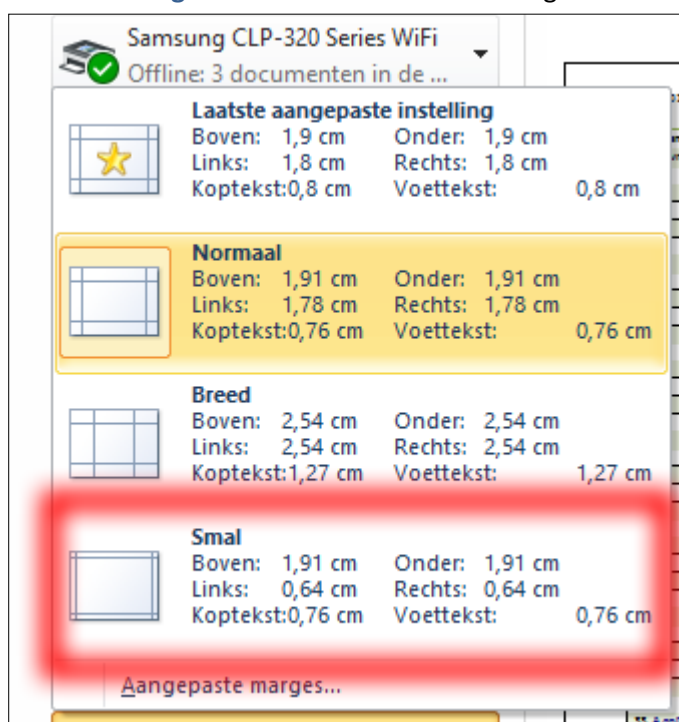 Samsung CLP-320 Series WiFi
Offline: 3 documenten in de ...
Laatste aangepaste instelling
Boven: 1,9 cm Onder: 1,9 cm
Links: 1,8 cm Rechts: 1,8 cm
Koptekst:0,8 cm Voettekst: 0,8 cm
Normaal
Boven: 1,91 cm Onder: 1,91 cm
Links: 1,78 cm Rechts: 1,78 cm
Koptekst:0,76 cm Voettekst: 0,76 cm
Breed
Boven: 2,54 cm Onder: 2,54 cm
Links: 2,54 cm Rechts: 2,54 cm
Koptekst:1,27 cm Voettekst: 1,27 cm
Smal
Boven: 1,91 cm Onder: 1,91 cm
Links: 0,64 cm Rechts: 0,64 cm
Koptekst:0,76 cm Voettekst: 0,76 cm
Aangepaste marges...